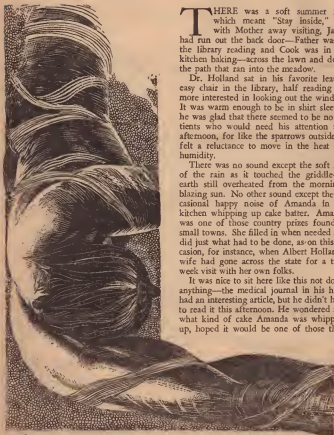 THERE was a soft summer
which meant "Stay inside,"
with Mother away visiting,
had run out the back door—Father was
the library reading and Cook was in
kitchen baking—across the lawn and do
the path that ran into the meadow.
Dr. Holland sat in his favorite lea
easy chair in the library, half reading
more interested in looking out the wind
It was warm enough to be in shirt slee
he was glad that there seemed to be no
tients who would need his attention
afternoon, for like the sparrows outside
felt a reluctance to move in the heat
humidity.
There was no sound except the soft
of the rain as it touched the griddle-
earth still overheated from the mornin
blazing sun. No other sound except the
casional happy noise of Amanda in
kitchen whipping up cake batter. Ama
was one of those country prizes found
small towns. She filled in when needed
did just what had to be done, as on this
casion, for instance, when Albert Hollan
wife had gone across the state for a t
week visit with her own folks.
It was nice to sit here like this not do
anything—the medical journal in his h
had an interesting article, but he didn't h
to read it this afternoon. He wondered
what kind of cake Amanda was whipp
up, hoped it would be one of those th